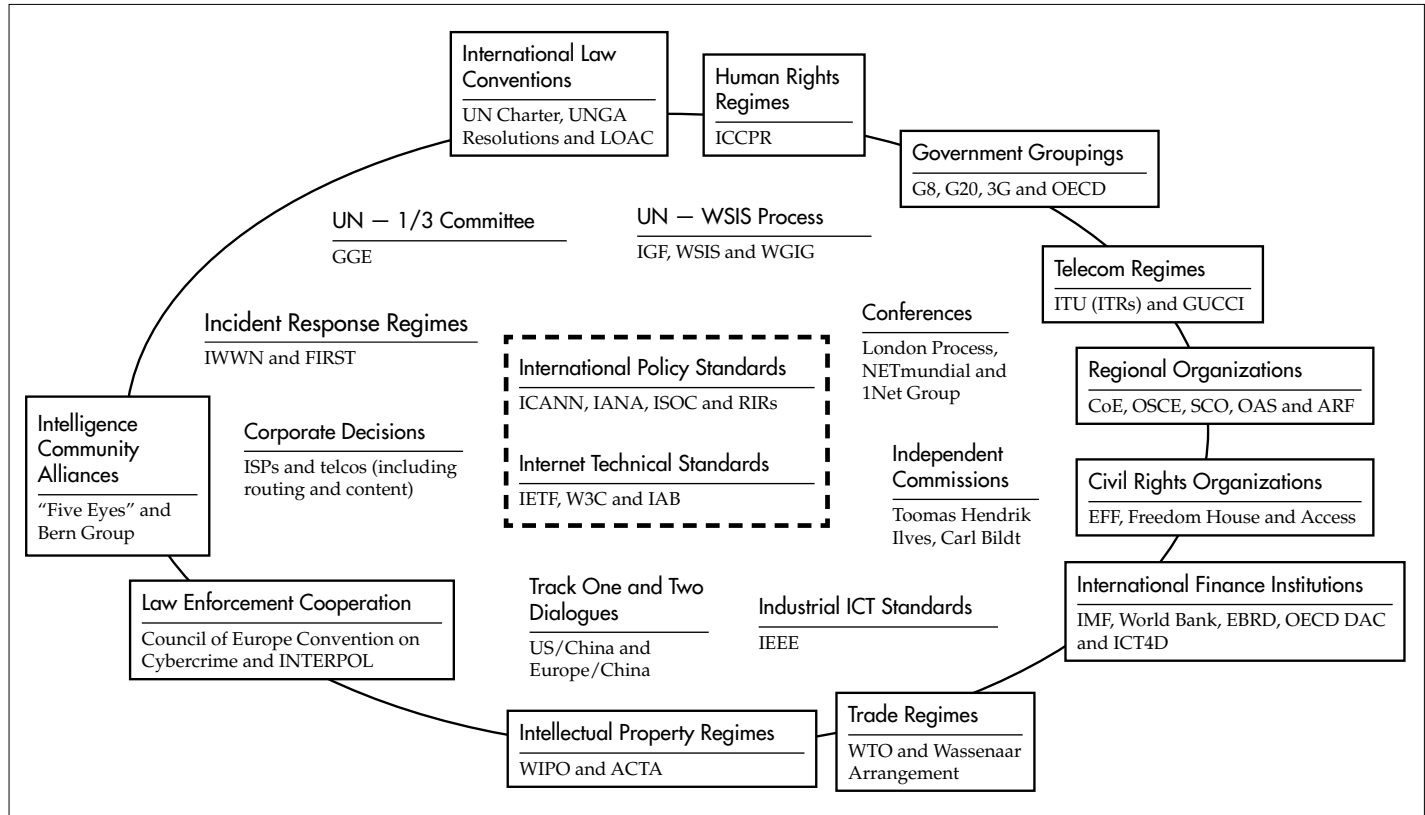 International Law
Conventions
UN Charter, UNGA
Resolutions and LOAC
Human Rights
Regimes
ICCPR
Government Groupings
G8, G20, 3G and OECD
UN — 1/3 Committee
GGE
UN — WSIS Process
IGF, WSIS and WGIG
Telecom Regimes
ITU (ITRs) and GUCCI
Incident Response Regimes
IWWN and FIRST
Conferences
London Process,
NETmundial and
1Net Group
International Policy Standards
ICANN, IANA, ISOC and RIRs
Internet Technical Standards
IETF, W3C and IAB
Regional Organizations
CoE, OSCE, SCO, OAS and ARF
Intelligence
Community
Alliances
"Five Eyes" and
Bern Group
Corporate Decisions
ISPs and telcos (including
routing and content)
Independent
Commissions
Toomas Hendrik
Ilves, Carl Bildt
Civil Rights Organizations
EFF, Freedom House and Access
International Finance Institutions
IMF, World Bank, EBRD, OECD DAC
and ICT4D
Law Enforcement Cooperation
Council of Europe Convention on
Cybercrime and INTERPOL
Track One and Two
Dialogues
US/China and
Europe/China
Industrial ICT Standards
IEEE
Intellectual Property Regimes
WIPO and ACTA
Trade Regimes
WTO and Wassenaar
Arrangement